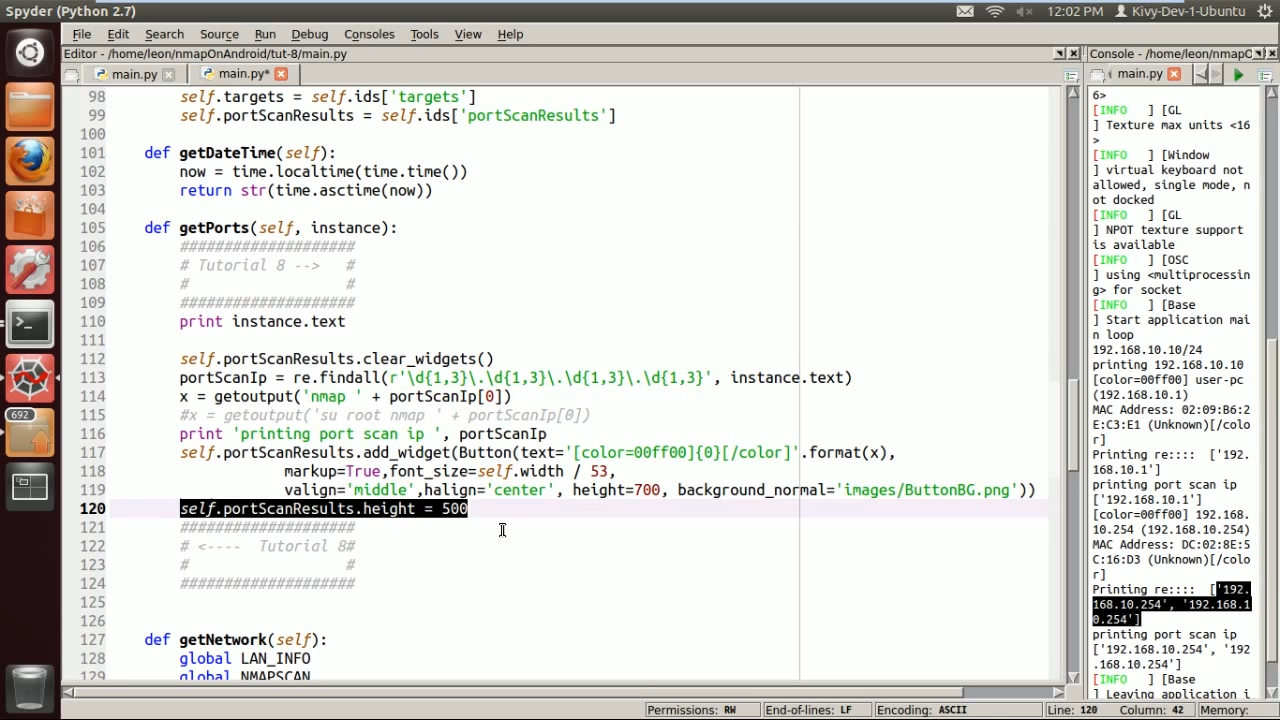 Spyder (Python 2.7)
12:02 PM
Kivy-Dev-1-Ubuntu
File Edit Search Source Run Debug Consoles Tools View Help
Editor - /home/leon/nmapOnAndroid/tut-8/main.py
main.py
main.py*
98 self.targets = self.ids['targets']
99 self.portScanResults = self.ids['portScanResults']
100
101 def getDateTime(self):
102 now = time.localtime(time.time())
103 return str(time.asctime(now))
104
105 def getPorts(self, instance):
106 ####################
107 # Tutorial 8 --> #
108 # #
109 ####################
110 print instance.text
111
112 self.portScanResults.clear_widgets()
113 portScanIp = re.findall(r'\d{1,3}\.\d{1,3}\.\d{1,3}\.\d{1,3}', instance.text)
114 x = getoutput('nmap ' + portScanIp[0])
115 #x = getoutput('su root nmap ' + portScanIp[0])
116 print 'printing port scan ip ', portScanIp
117 self.portScanResults.add_widget(Button(text='[color=00ff00]{0}[/color]'.format(x),
118 markup=True,font_size=self.width / 53,
119 valign='middle',halign='center', height=700, background_normal='images/ButtonBG.png'))
120 self.portScanResults.height = 500
121 ####################
122 # <---- Tutorial 8#
123 # #
124 ####################
125
126
127 def getNetwork(self):
128 global LAN_INFO
129 global NMAPSCAN
692
Console - /home/leon/nmapO
main.py
6>
[INFO ] [GL
] Texture max units <16
>
[INFO ] [Window
] virtual keyboard not
allowed, single mode, n
ot docked
[INFO ] [GL
] NPOT texture support
is available
[INFO ] [OSC
] using <multiprocessin
g> for socket
[INFO ] [Base
] Start application mai
n loop
192.168.10.10/24
printing 192.168.10.10
[color=00ff00] user-pc
(192.168.10.1)
MAC Address: 02:09:B6:2
E:C3:E1 (Unknown)[/colo
r]
Printing re:::: ['192.
168.10.1']
printing port scan ip
['192.168.10.1']
[color=00ff00] 192.168.
10.254 (192.168.10.254)
MAC Address: DC:02:8E:5
C:16:D3 (Unknown)[/colo
r]
Printing re:::: ['192.
168.10.254', '192.168.1
0.254']
printing port scan ip
['192.168.10.254', '192
.168.10.254']
[INFO ] [Base
] Leaving application i
Permissions: RW End-of-lines: LF Encoding: ASCII Line: 120 Column: 42 Memory: